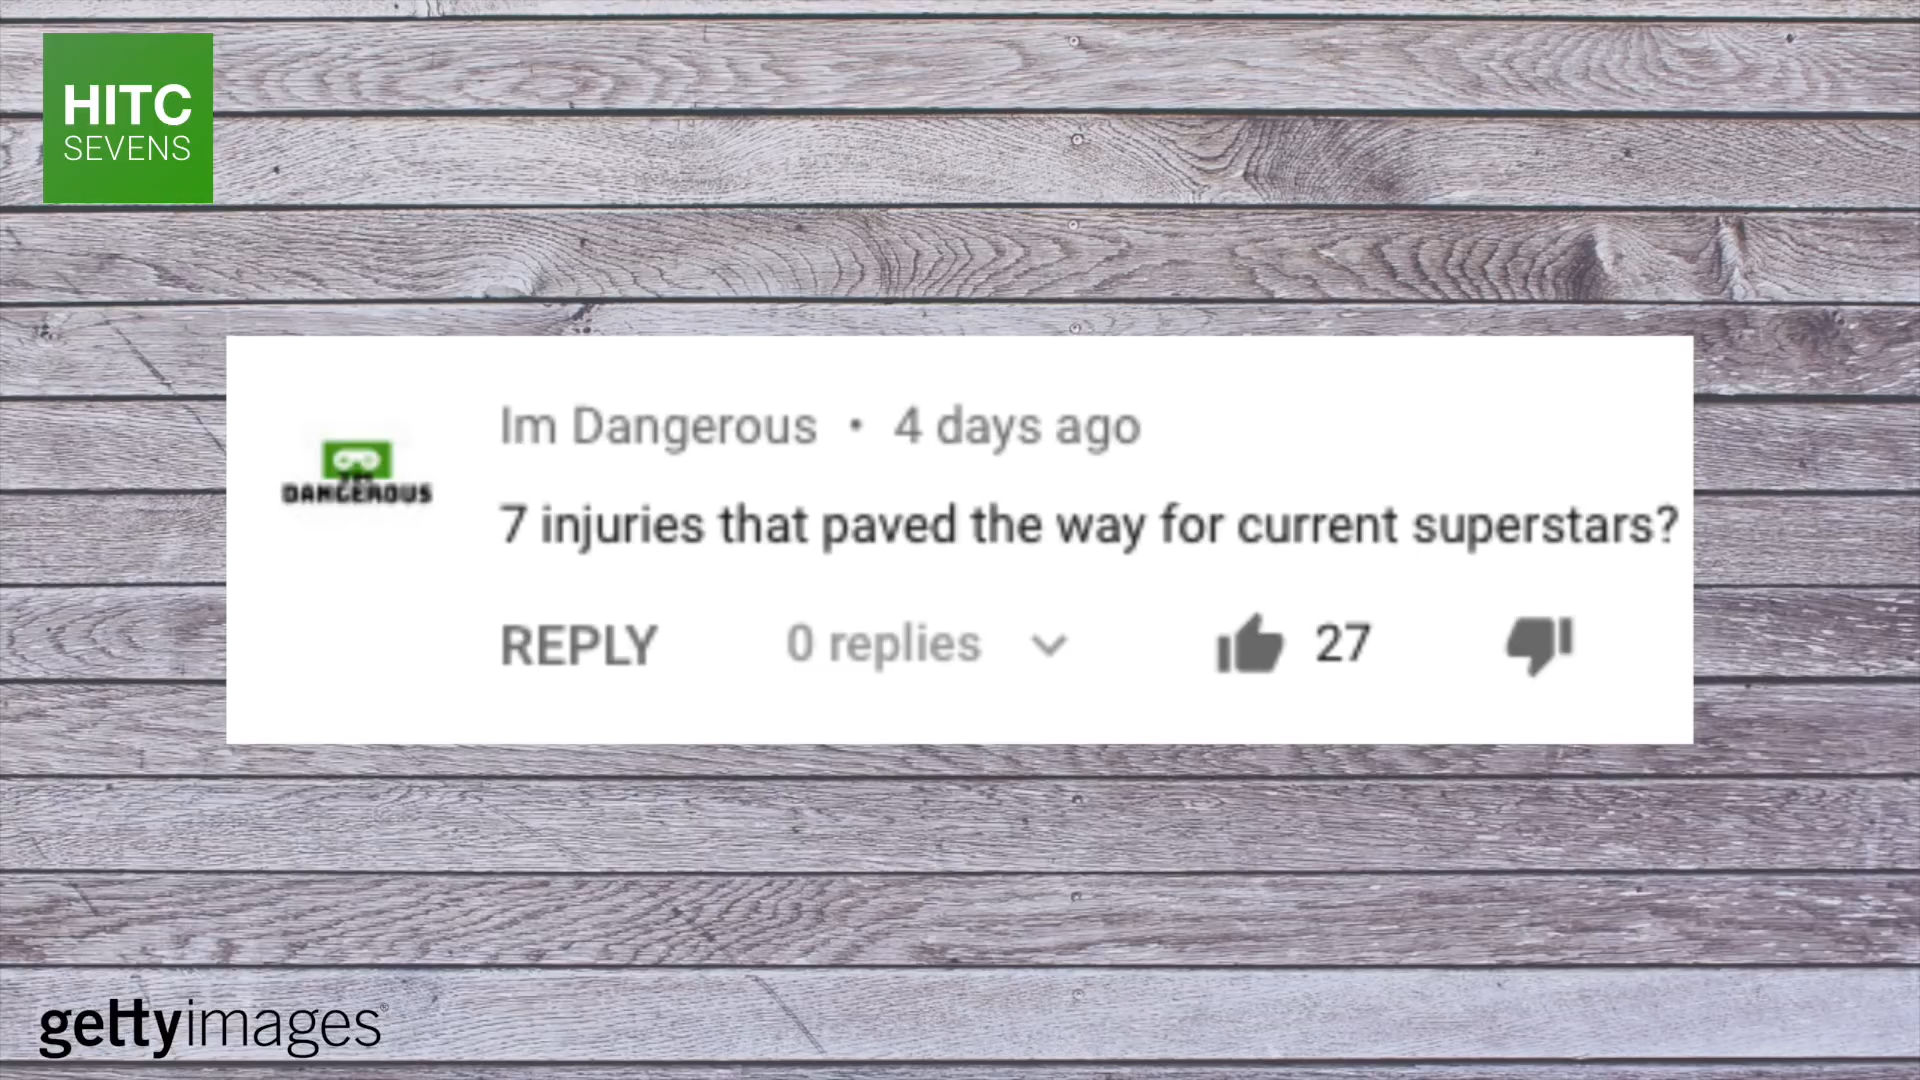 HITC
SEVENS
Im Dangerous • 4 days ago
DANGEROUS
7 injuries that paved the way for current superstars?
REPLY 0 replies 27
gettyimages